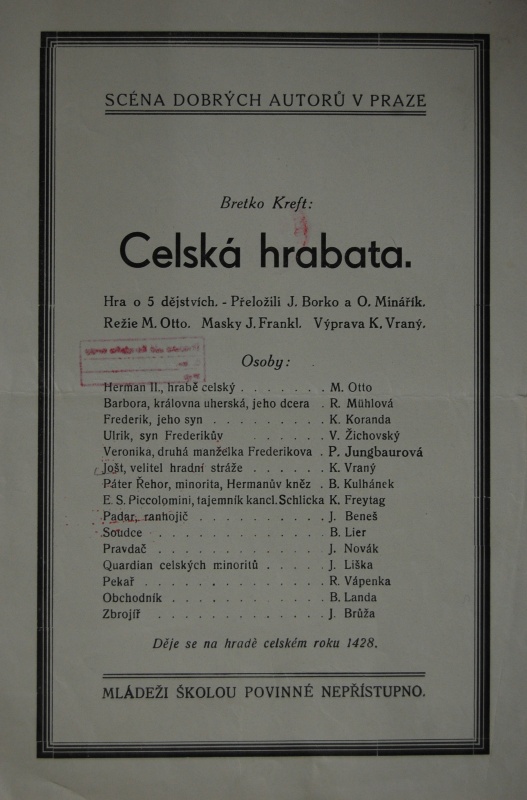 SCÉNA DOBRÝCH AUTORŮ V PRAZE
Bretko Kreft:
Celská hrabata.
Hra o 5 dějstvích. - Přeložili J. Borko a O. Minářík.
Režie M. Otto. Masky J. Frankl. Výprava K. Vraný.
Osoby:
Herman II., hrabě celský . . . . . . . M. Otto
Barbora, královna uherská, jeho dcera . R. Mühlová
Frederik, jeho syn . . . . . . . . . K. Koranda
Ulrik, syn Frederikův . . . . . . V. Žichovský
Veronika, druhá manželka Frederikova . P. Jungbaurová
Jošt, velitel hradní stráže . . . . . . K. Vraný
Páter Řehor, minorita, Hermanův kněz . B. Kulhánek
E. S. Piccolomini, tajemník kancl. Schlicka K. Freytag
Padar, ranhojič . . . . . . . . . . J. Beneš
Soudce . . . . . . . . . . . . . B. Lier
Pravdač . . . . . . . . . . . . . J. Novák
Quardian celských minoritů . . . . . J. Liška
Pekař . . . . . . . . . . . . . . R. Vápenka
Obchodník . . . . . . . . . . . . B. Landa
Zbrojíř . . . . . . . . . . . . . J. Brůža
Děje se na hradě celském roku 1428.
MLÁDEŽI ŠKOLOU POVINNÉ NEPŘÍSTUPNO.